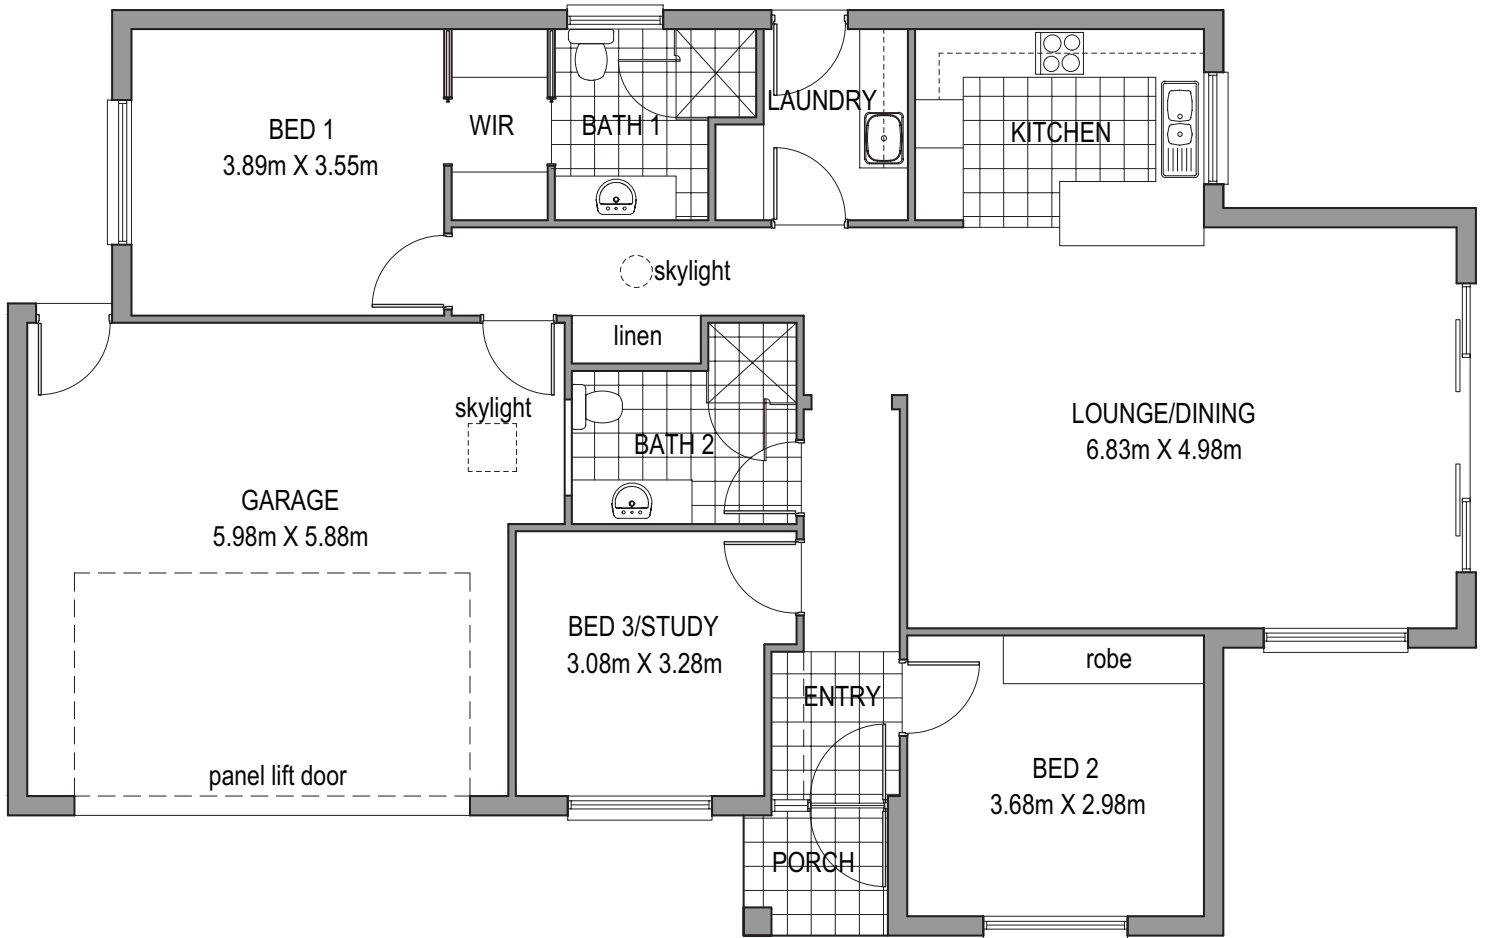 BED 1
3.89m X 3.55m
WIR
BATH 1
LAUNDRY
KITCHEN
skylight
linen
skylight
BATH 2
LOUNGE/DINING
6.83m X 4.98m
GARAGE
5.98m X 5.88m
BED 3/STUDY
3.08m X 3.28m
robe
ENTRY
panel lift door
BED 2
3.68m X 2.98m
PORCH